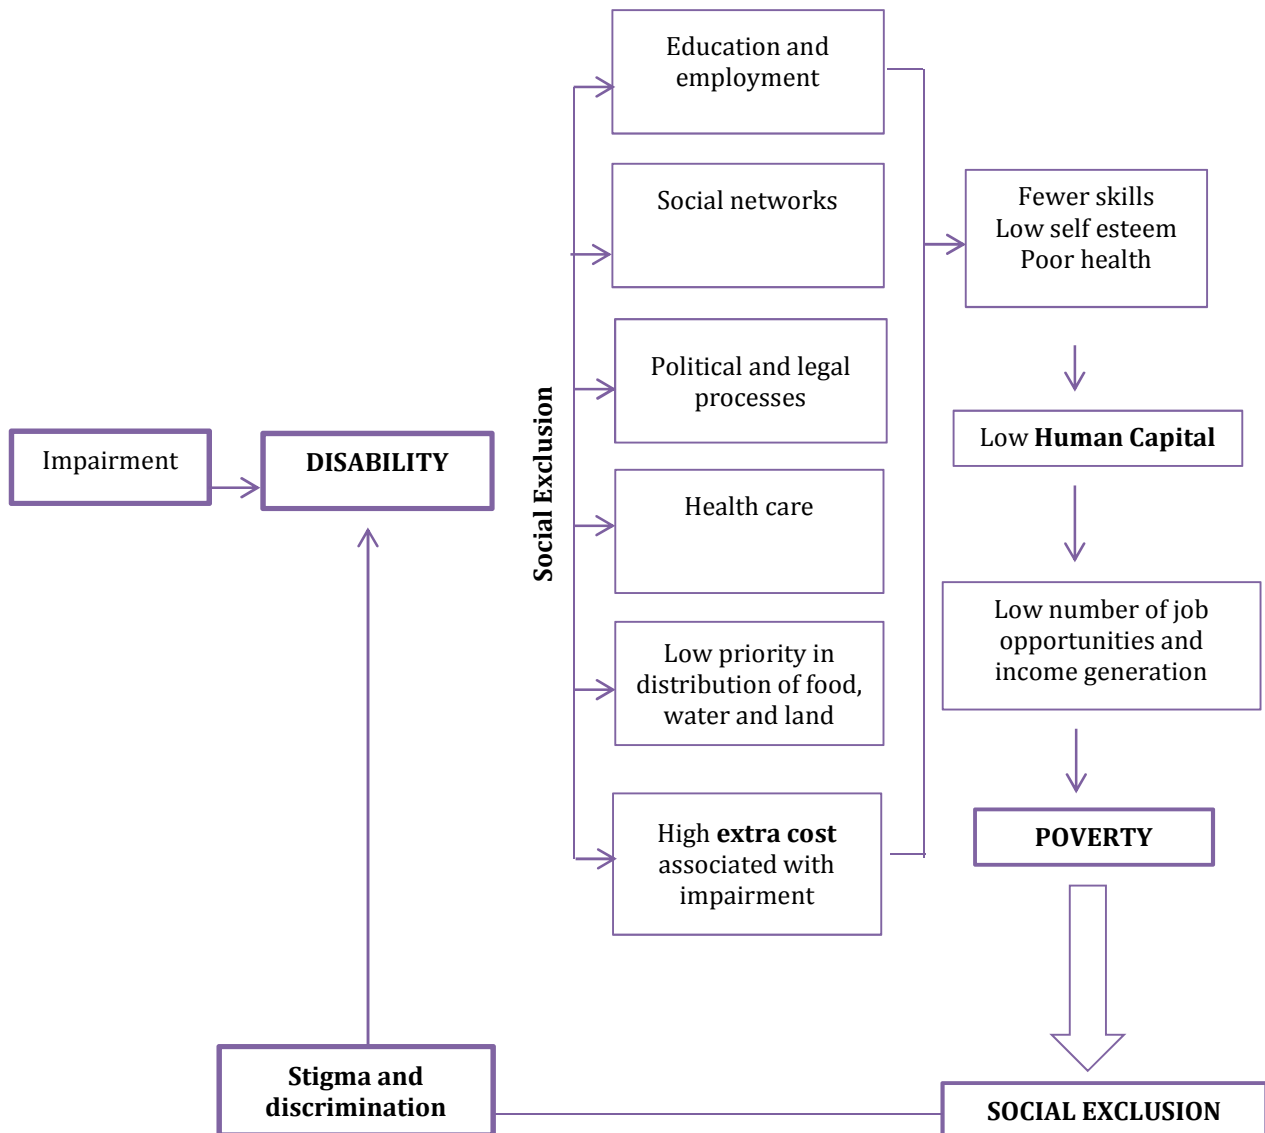 Impairment
DISABILITY
Social Exclusion
Education and
employment
Social networks
Political and legal
processes
Health care
Low priority in
distribution of food,
water and land
High extra cost
associated with
impairment
Fewer skills
Low self esteem
Poor health
Low Human Capital
Low number of job
opportunities and
income generation
POVERTY
SOCIAL EXCLUSION
Stigma and
discrimination